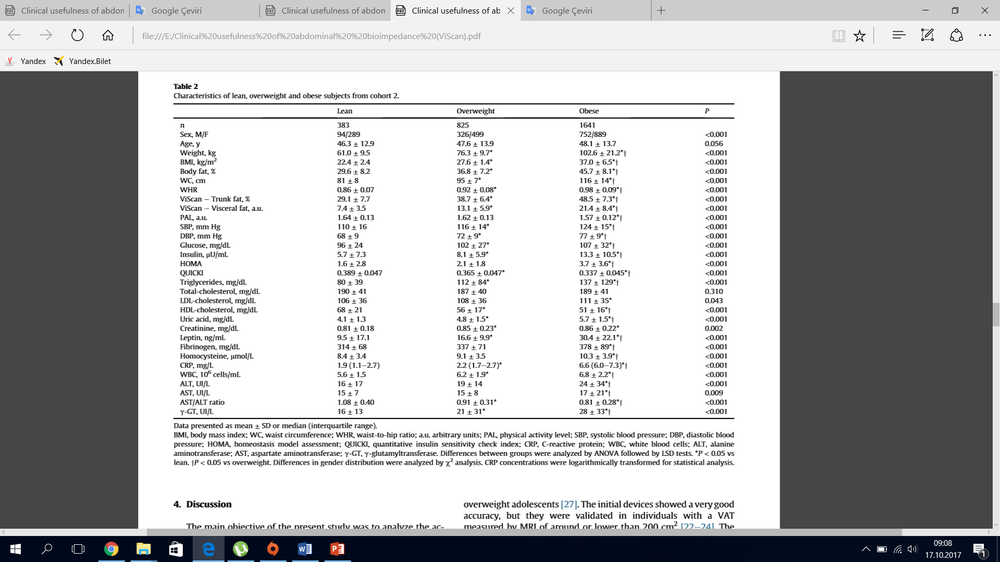 Clinical usefulness of abdon
Google Çeviri
Clinical usefulness of abdon
Clinical usefulness of ab
Google Çeviri
file:///E:/Clinical%20usefulness%20of%20abdominal%20%20bioimpedance%20(ViScan).pdf
Yandex Yandex.Bilet
Table 2
Characteristics of lean, overweight and obese subjects from cohort 2.
Lean Overweight Obese P
n 383 825 1641
Sex, M/F 94/289 326/499 752/889 <0.001
Age, y 46.3 ± 12.9 47.6 ± 13.9 48.1 ± 13.7 0.056
Weight, kg 61.0 ± 9.5 76.3 ± 9.7* 102.6 ± 21.2*† <0.001
BMI, kg/m² 22.4 ± 2.4 27.6 ± 1.4* 37.0 ± 6.5*† <0.001
Body fat, % 29.6 ± 8.2 36.8 ± 7.2* 45.7 ± 8.1*† <0.001
WC, cm 81 ± 8 95 ± 7* 116 ± 14*† <0.001
WHR 0.86 ± 0.07 0.92 ± 0.08* 0.98 ± 0.09*† <0.001
ViScan – Trunk fat, % 29.1 ± 7.7 38.7 ± 6.4* 48.5 ± 7.3*† <0.001
ViScan – Visceral fat, a.u. 7.4 ± 3.5 13.1 ± 5.9* 21.4 ± 8.4*† <0.001
PAL, a.u. 1.64 ± 0.13 1.62 ± 0.13 1.57 ± 0.12*† <0.001
SBP, mm Hg 110 ± 16 116 ± 14* 124 ± 15*† <0.001
DBP, mm Hg 68 ± 9 72 ± 9* 77 ± 9*† <0.001
Glucose, mg/dL 96 ± 24 102 ± 27* 107 ± 32*† <0.001
Insulin, μU/mL 5.7 ± 7.3 8.1 ± 5.9* 13.3 ± 10.5*† <0.001
HOMA 1.6 ± 2.8 2.1 ± 1.8 3.7 ± 3.6*† <0.001
QUICKI 0.389 ± 0.047 0.365 ± 0.047* 0.337 ± 0.045*† <0.001
Triglycerides, mg/dL 80 ± 39 112 ± 84* 137 ± 129*† <0.001
Total-cholesterol, mg/dL 190 ± 41 187 ± 40 189 ± 41 0.310
LDL-cholesterol, mg/dL 106 ± 36 108 ± 36 111 ± 35* 0.043
HDL-cholesterol, mg/dL 68 ± 21 56 ± 17* 51 ± 16*† <0.001
Uric acid, mg/dL 4.1 ± 1.3 4.8 ± 1.5* 5.7 ± 1.5*† <0.001
Creatinine, mg/dL 0.81 ± 0.18 0.85 ± 0.23* 0.86 ± 0.22* 0.002
Leptin, ng/mL 9.5 ± 17.1 16.6 ± 9.9* 30.4 ± 22.1*† <0.001
Fibrinogen, mg/dL 314 ± 68 337 ± 71 378 ± 89*† <0.001
Homocysteine, μmol/L 8.4 ± 3.4 9.1 ± 3.5 10.3 ± 3.9*† <0.001
CRP, mg/L 1.9 (1.1–2.7) 2.2 (1.7–2.7)* 6.6 (6.0–7.3)*† <0.001
WBC, 10⁶ cells/mL 5.6 ± 1.5 6.2 ± 1.9* 6.8 ± 2.2*† <0.001
ALT, UI/L 16 ± 17 19 ± 14 24 ± 34*† <0.001
AST, UI/L 15 ± 7 15 ± 8 17 ± 21*† 0.009
AST/ALT ratio 1.08 ± 0.40 0.91 ± 0.31* 0.81 ± 0.28*† <0.001
γ-GT, UI/L 16 ± 13 21 ± 31* 28 ± 33*† <0.001
Data presented as mean ± SD or median (interquartile range).
BMI, body mass index; WC, waist circumference; WHR, waist-to-hip ratio; a.u. arbitrary units; PAL, physical activity level; SBP, systolic blood pressure; DBP, diastolic blood
pressure; HOMA, homeostasis model assessment; QUICKI, quantitative insulin sensitivity check index; CRP, C-reactive protein; WBC, white blood cells; ALT, alanine
aminotransferase; AST, aspartate aminotransferase; γ-GT, γ-glutamyltransferase. Differences between groups were analyzed by ANOVA followed by LSD tests. *P < 0.05 vs
lean. †P < 0.05 vs overweight. Differences in gender distribution were analyzed by χ² analysis. CRP concentrations were logarithmically transformed for statistical analysis.
4. Discussion
The main objective of the present study was to analyze the ac-
overweight adolescents [27]. The initial devices showed a very good
accuracy, but they were validated in individuals with a VAT
measured by MRI of around or lower than 200 cm² [22–24]. The
09:08
17.10.2017
1